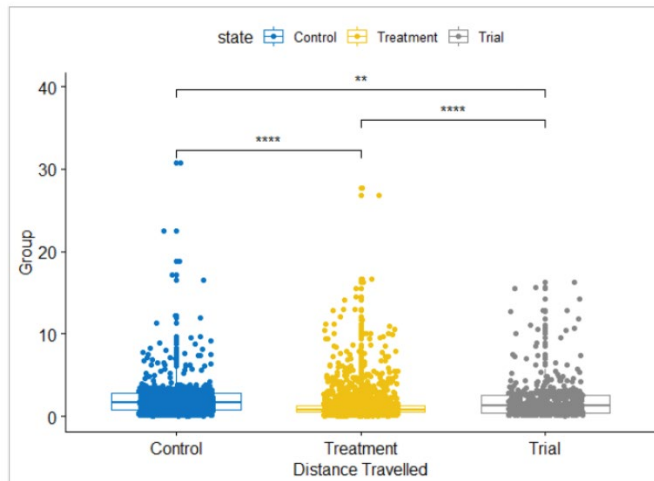 state Control Treatment Trial
40
**
****
****
30
Group
20
10
0
Control Treatment Trial
Distance Travelled